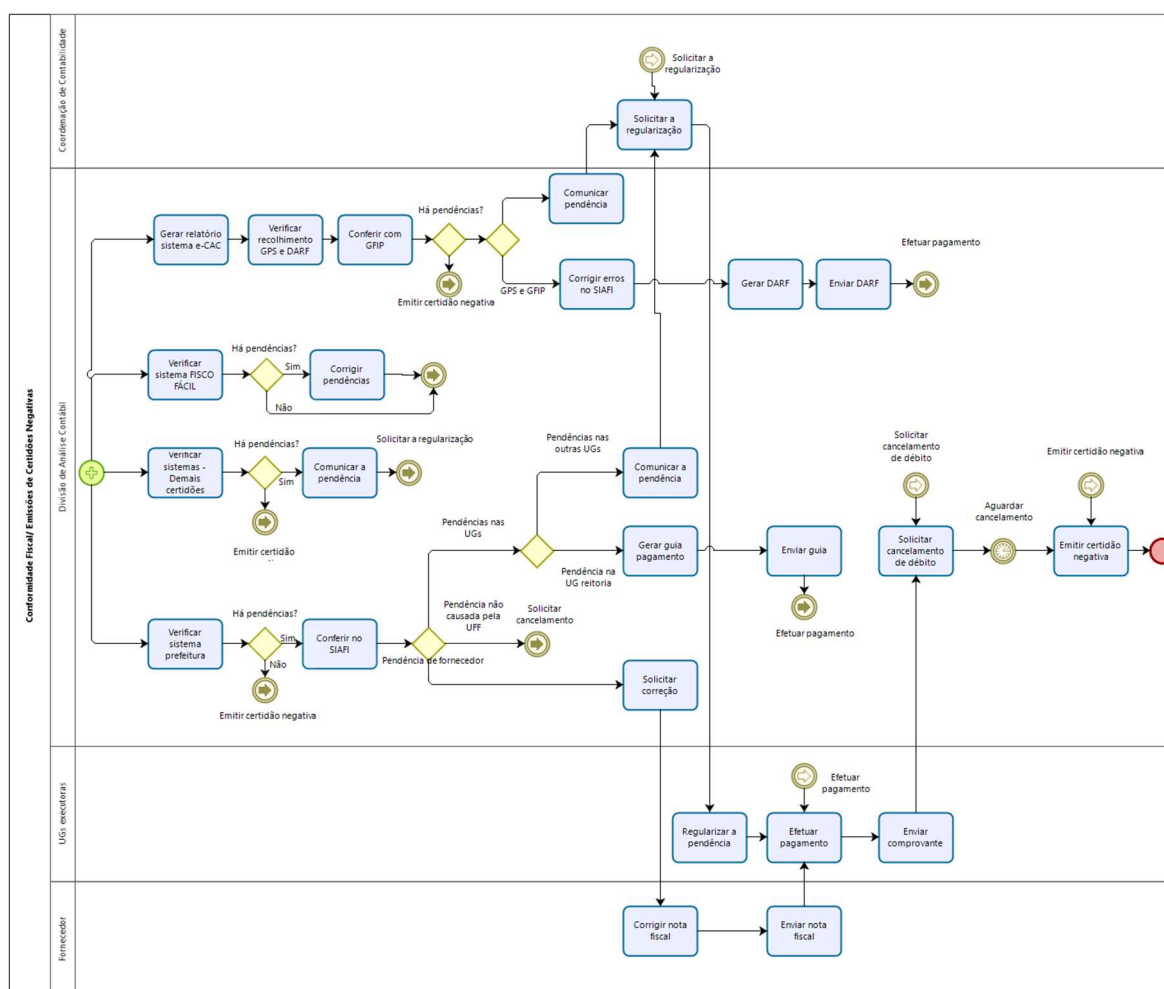 Conformidade Fiscal/ Emissões de Certidões Negativas
Coordenação de Contabilidade
Solicitar a
regularização
Solicitar a
regularização
Divisão de Análise Contábil
Comunicar
pendência
Há pendências?
Gerar relatório
sistema e-CAC
Verificar
recolhimento
GPS e DARF
Conferir com
GFIP
Emitir certidão negativa
GPS e GFIP
Corrigir erros
no SIAFI
Gerar DARF
Enviar DARF
Efetuar pagamento
Verificar
sistema FISCO
FÁCIL
Há pendências?
Sim
Corrigir
pendências
Não
Verificar
sistemas -
Demais
certidões
Há pendências?
Sim
Comunicar a
pendência
Solicitar a regularização
Emitir certidão
Pendências nas
outras UGs
Comunicar a
pendência
Pendências nas
UGs
Gerar guia
pagamento
Pendência na
UG reitoria
Enviar guia
Efetuar pagamento
Solicitar
cancelamento
de débito
Solicitar
cancelamento
de débito
Aguardar
cancelamento
Emitir certidão negativa
Emitir certidão
negativa
Verificar
sistema
prefeitura
Há pendências?
Sim
Não
Emitir certidão negativa
Conferir no
SIAFI
Pendência não
causada pela
UFF
Solicitar
cancelamento
Pendência de fornecedor
Solicitar
correção
UGs executoras
Efetuar
pagamento
Regularizar a
pendência
Efetuar
pagamento
Enviar
comprovante
Fornecedor
Corrigir nota
fiscal
Enviar nota
fiscal